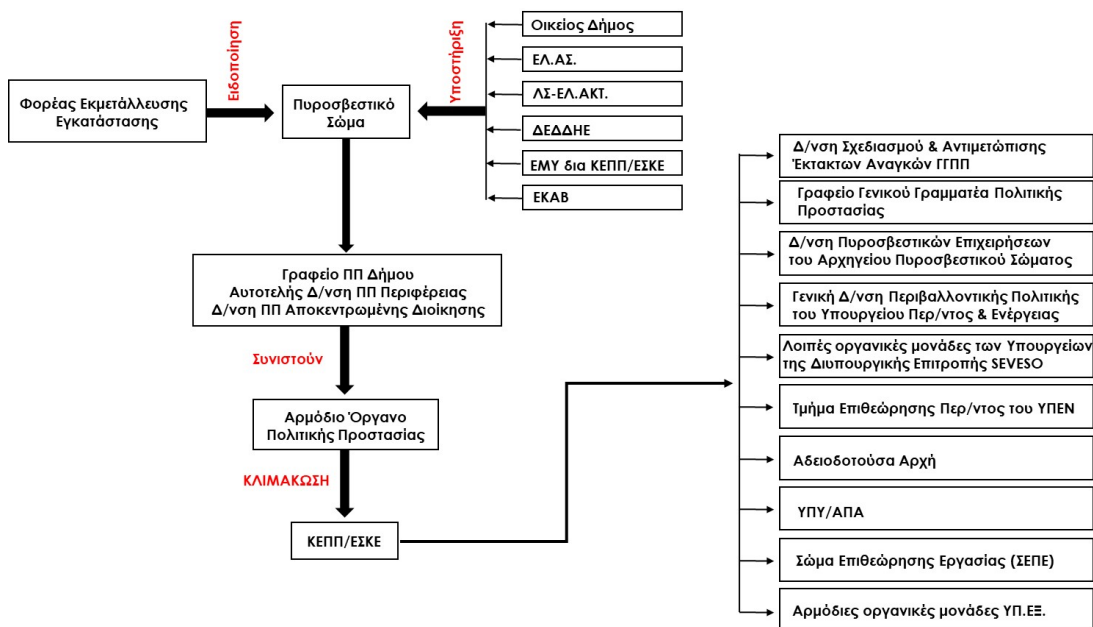 Φορέας Εκμετάλλευσης
Εγκατάστασης
Ειδοποίηση
Πυροσβεστικό
Σώμα
Υποστήριξη
Οικείος Δήμος
ΕΛ.ΑΣ.
ΛΣ-ΕΛ.ΑΚΤ.
ΔΕΔΔΗΕ
ΕΜΥ δια ΚΕΠΠ/ΕΣΚΕ
ΕΚΑΒ
Γραφείο ΠΠ Δήμου
Αυτοτελής Δ/νση ΠΠ Περιφέρειας
Δ/νση ΠΠ Αποκεντρωμένης Διοίκησης
Συνιστούν
Αρμόδιο Όργανο
Πολιτικής Προστασίας
ΚΛΙΜΑΚΩΣΗ
ΚΕΠΠ/ΕΣΚΕ
Δ/νση Σχεδιασμού & Αντιμετώπισης
Έκτακτων Αναγκών ΓΓΠΠ
Γραφείο Γενικού Γραμματέα Πολιτικής
Προστασίας
Δ/νση Πυροσβεστικών Επιχειρήσεων
του Αρχηγείου Πυροσβεστικού Σώματος
Γενική Δ/νση Περιβαλλοντικής Πολιτικής
του Υπουργείου Περ/ντος & Ενέργειας
Λοιπές οργανικές μονάδες των Υπουργείων
της Διυπουργικής Επιτροπής SEVESO
Τμήμα Επιθεώρησης Περ/ντος του ΥΠΕΝ
Αδειοδοτούσα Αρχή
ΥΠΥ/ΑΠΑ
Σώμα Επιθεώρησης Εργασίας (ΣΕΠΕ)
Αρμόδιες οργανικές μονάδες ΥΠ.ΕΞ.